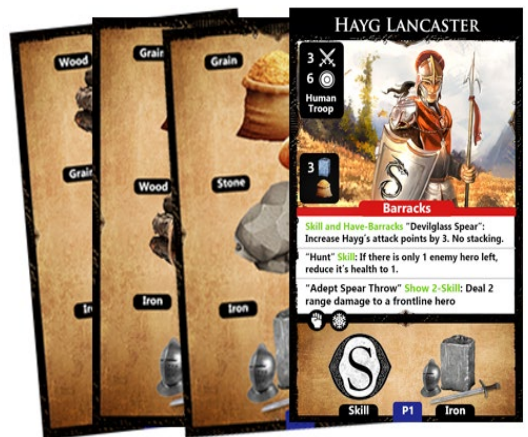 Wood
Grai
Ir
Grain
Wood
Iron
Grain
Stone
Iron
HAYG LANCASTER
3
6
Human
Troop
3
S
Barracks
Skill and Have-Barracks "Devilglass Spear":
Increase Hayg's attack points by 3. No stacking.
"Hunt" Skill: If there is only 1 enemy hero left,
reduce it's health to 1.
"Adept Spear Throw" Show 2-Skill: Deal 2
range damage to a frontline hero
S
Skill
P1
Iron